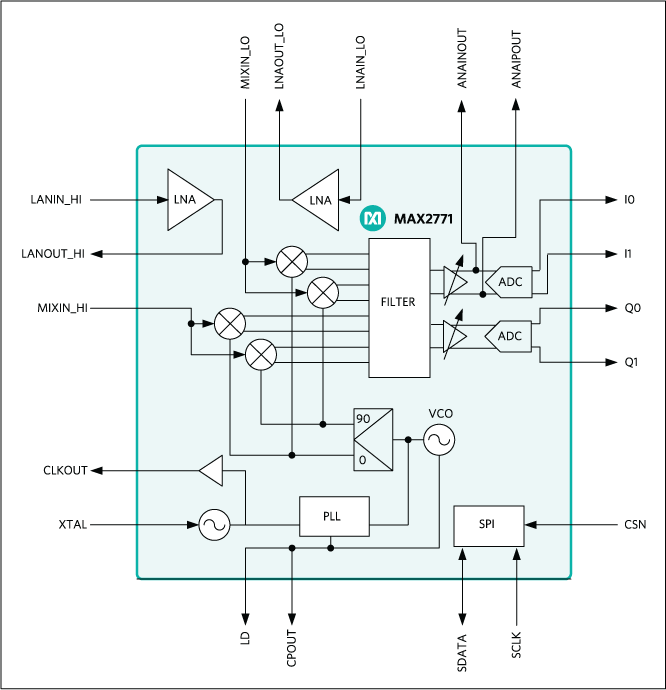 MIXIN_LO
LNAOUT_LO
LNAIN_LO
ANAINOUT
ANAIPOUT
LANIN_HI
LNA
LNA
I0
MAX2771
LANOUT_HI
I1
ADC
MIXIN_HI
FILTER
Q0
ADC
Q1
90
VCO
0
CLKOUT
XTAL
PLL
SPI
CSN
LD
CPOUT
SDATA
SCLK